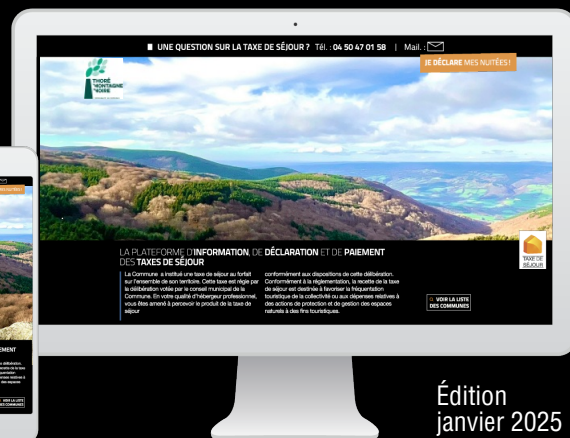 UNE QUESTION SUR LA TAXE DE SÉJOUR ? Tél. : 04 50 47 01 58 | Mail. :
JE DÉCLARE MES NUITÉES !
THORÉ
MONTAGNE
NOIRE
LA PLATEFORME D'INFORMATION, DE DÉCLARATION ET DE PAIEMENT
DES TAXES DE SÉJOUR
La Commune a institué une taxe de séjour au forfait
sur l'ensemble de son territoire. Cette taxe est régie par
la délibération votée par le conseil municipal de la
Commune. En votre qualité d'hébergeur professionnel,
vous êtes amené à percevoir le produit de la taxe de
séjour
conformément aux dispositions de cette délibération.
Conformément à la réglementation, la recette de la taxe
de séjour est destinée à favoriser la fréquentation
touristique de la collectivité ou aux dépenses relatives à
des actions de protection et de gestion des espaces
naturels à des fins touristiques.
TAXE DE
SÉJOUR
VOIR LA LISTE
DES COMMUNES
EMENT
VOIR LA LISTE
DES COMMUNES
Édition
janvier 2025